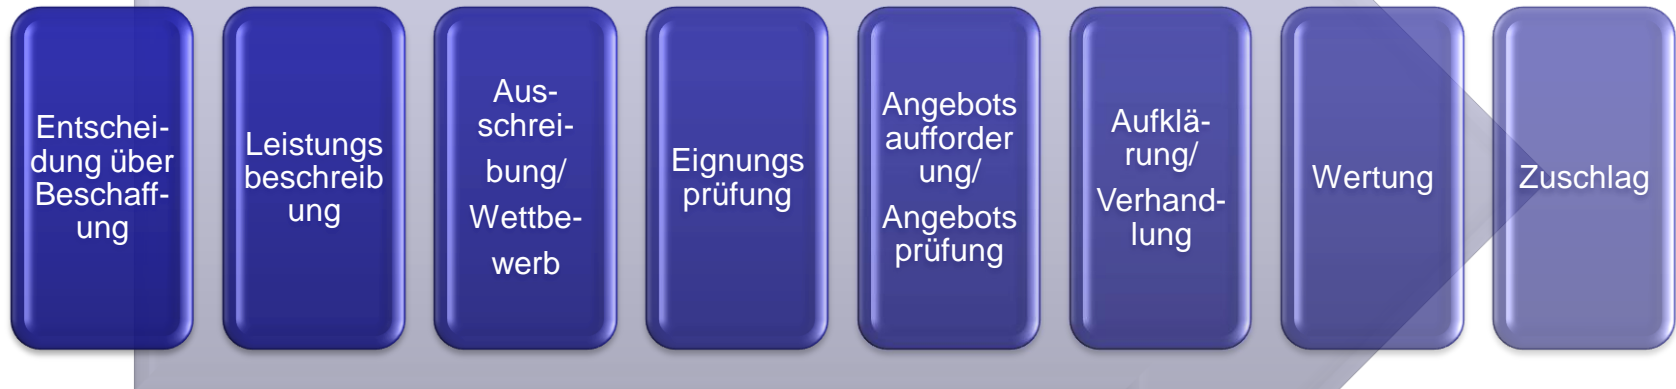 Entschei-
dung über
Beschaff-
ung
Leistungs
beschreib
ung
Aus-
schrei-
bung/
Wettbe-
werb
Eignungs
prüfung
Angebots
aufforder
ung/
Angebots
prüfung
Aufklä-
rung/
Verhand-
lung
Wertung
Zuschlag